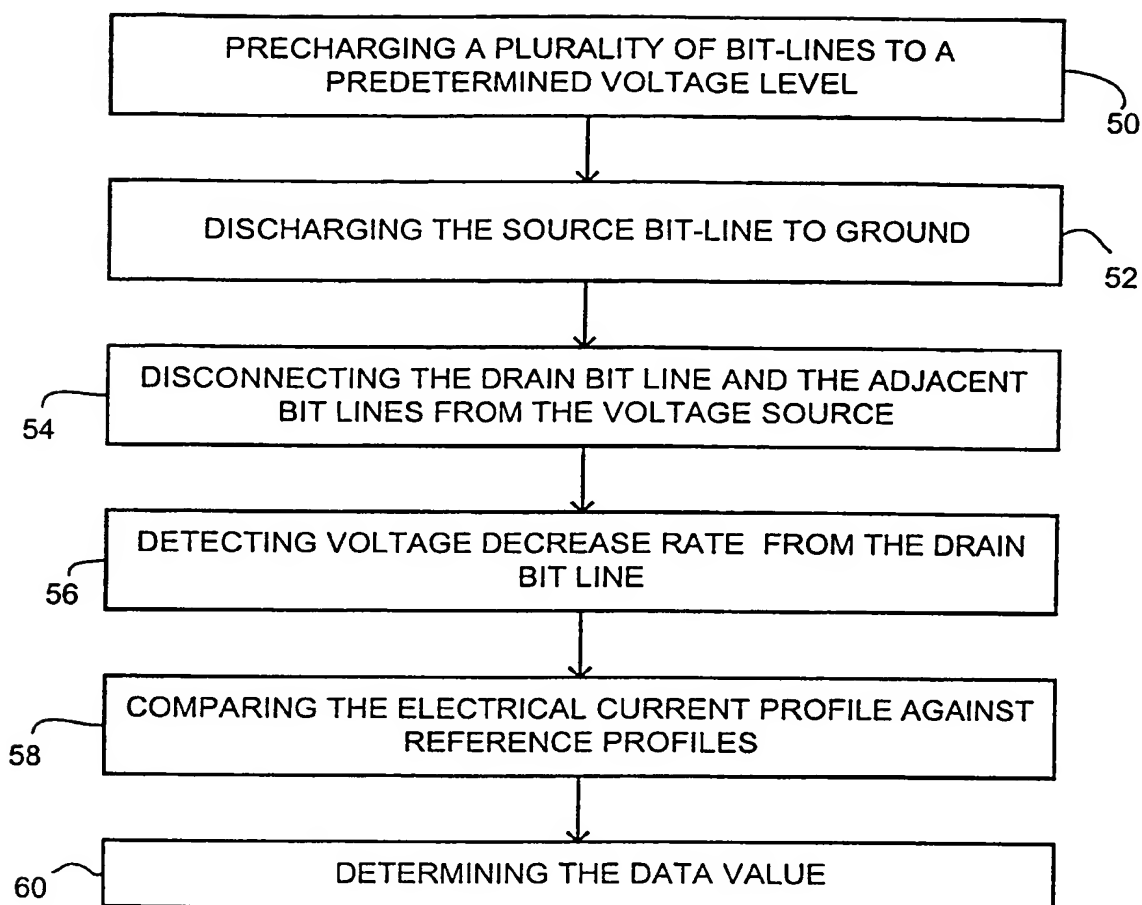 PRECHARGING A PLURALITY OF BIT-LINES TO A
PREDETERMINED VOLTAGE LEVEL
50
DISCHARGING THE SOURCE BIT-LINE TO GROUND
52
DISCONNECTING THE DRAIN BIT LINE AND THE ADJACENT
BIT LINES FROM THE VOLTAGE SOURCE
54
DETECTING VOLTAGE DECREASE RATE FROM THE DRAIN
BIT LINE
56
COMPARING THE ELECTRICAL CURRENT PROFILE AGAINST
REFERENCE PROFILES
58
DETERMINING THE DATA VALUE
60